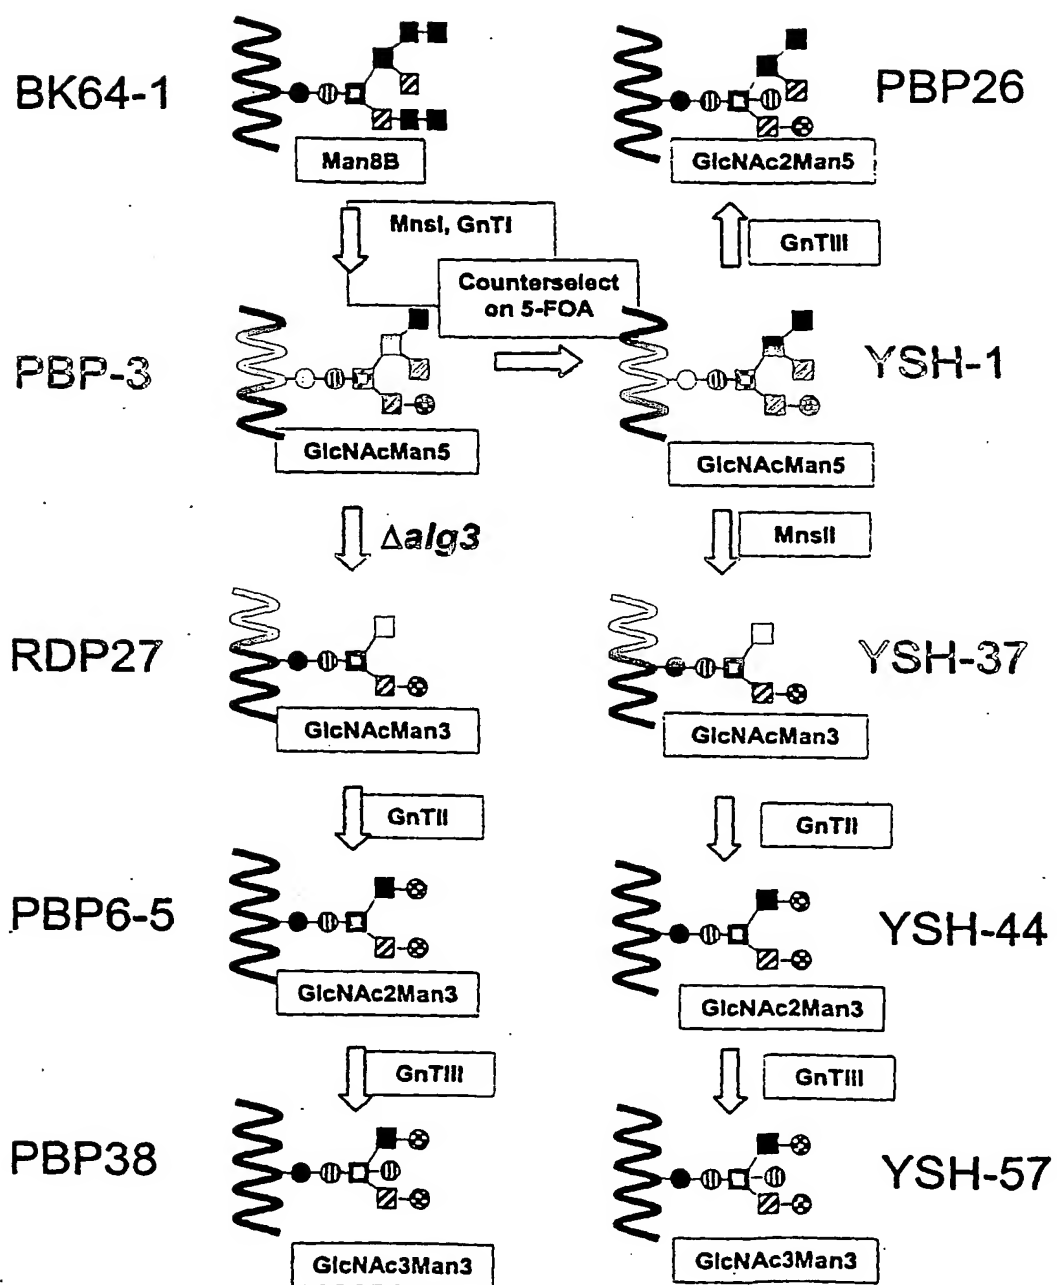 BK64-1
Man8B
PBP26
GlcNAc2Man5
MnsI, GnTI
GnTIII
Counterselect
on 5-FOA
PBP-3
GlcNAcMan5
YSH-1
GlcNAcMan5
Δalg3
MnsII
RDP27
GlcNAcMan3
YSH-37
GlcNAcMan3
GnTII
GnTII
PBP6-5
GlcNAc2Man3
YSH-44
GlcNAc2Man3
GnTIII
GnTIII
PBP38
GlcNAc3Man3
YSH-57
GlcNAc3Man3